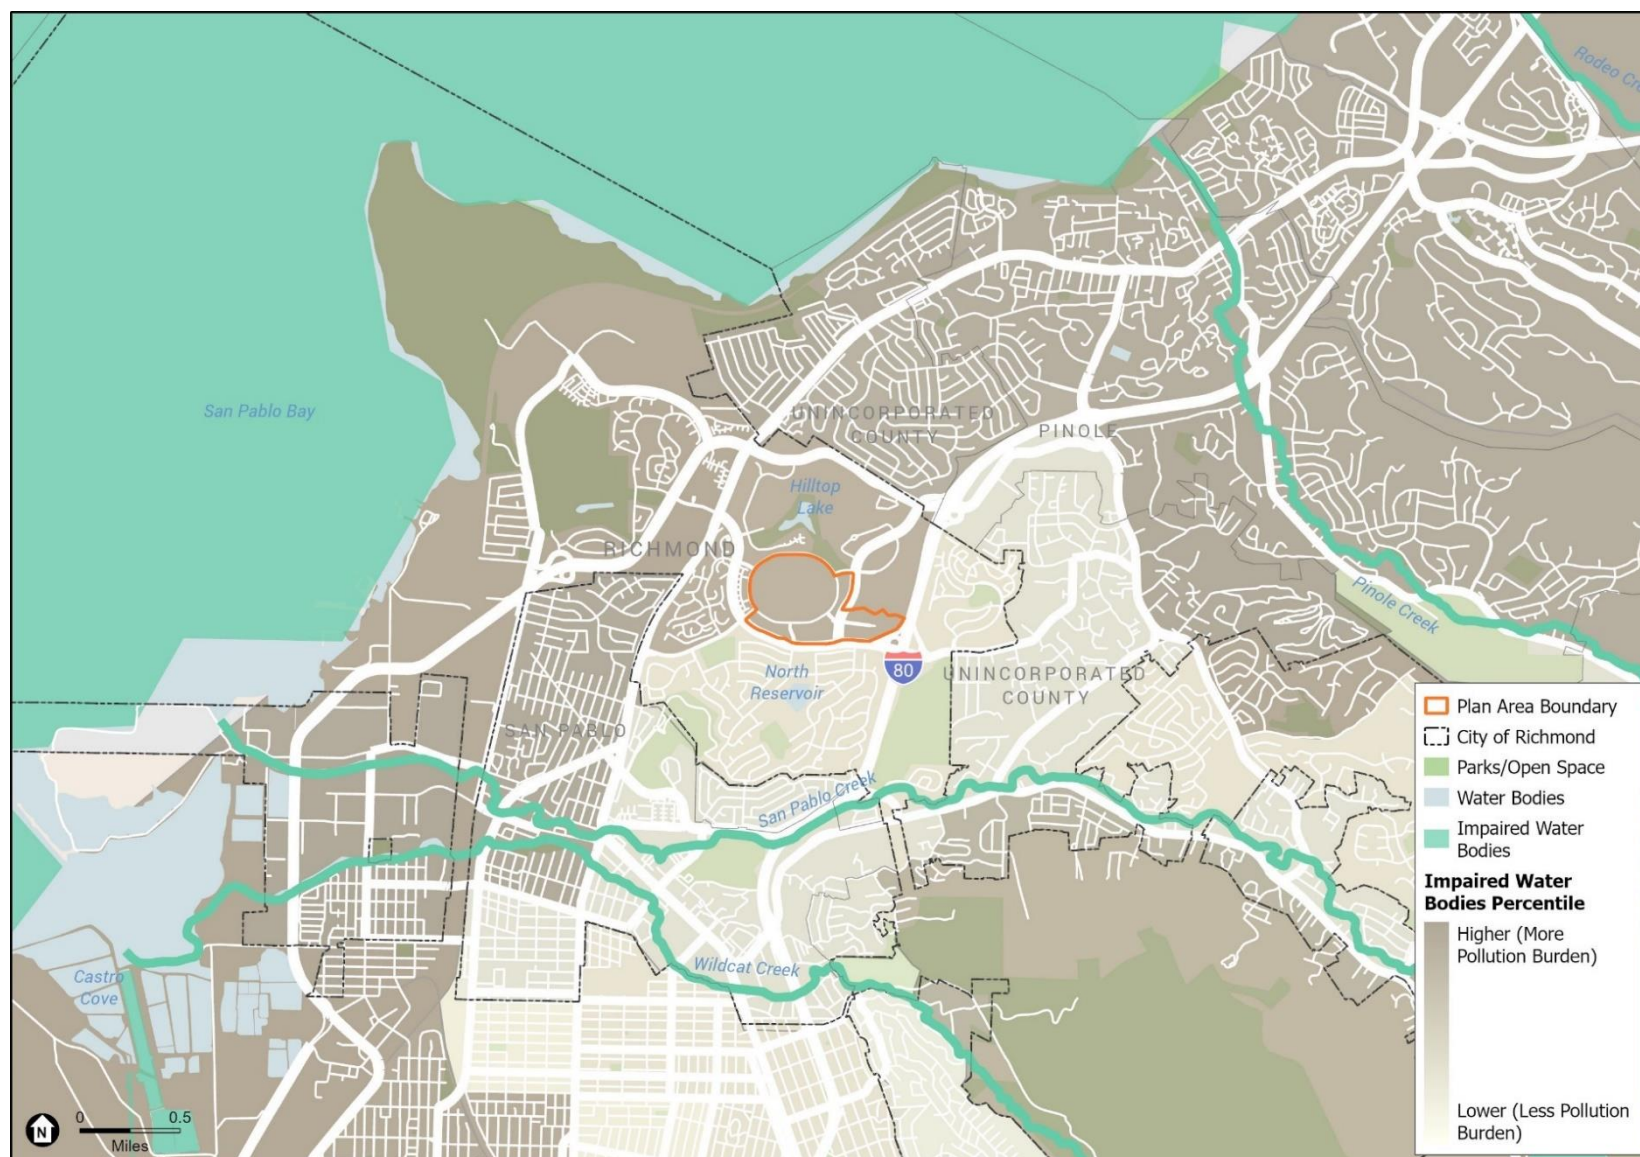 Rodeo Cre
San Pablo Bay
UNINCORPORATED
COUNTY
PINOLE
Hilltop
Lake
RICHMOND
Pinole Creek
North
Reservoir
80
UNINCORPORATED
COUNTY
SAN PABLO
San Pablo Creek
Wildcat Creek
Castro
Cove
N
0 0.5
Miles
Plan Area Boundary
City of Richmond
Parks/Open Space
Water Bodies
Impaired Water
Bodies
Impaired Water
Bodies Percentile
Higher (More
Pollution Burden)
Lower (Less Pollution
Burden)